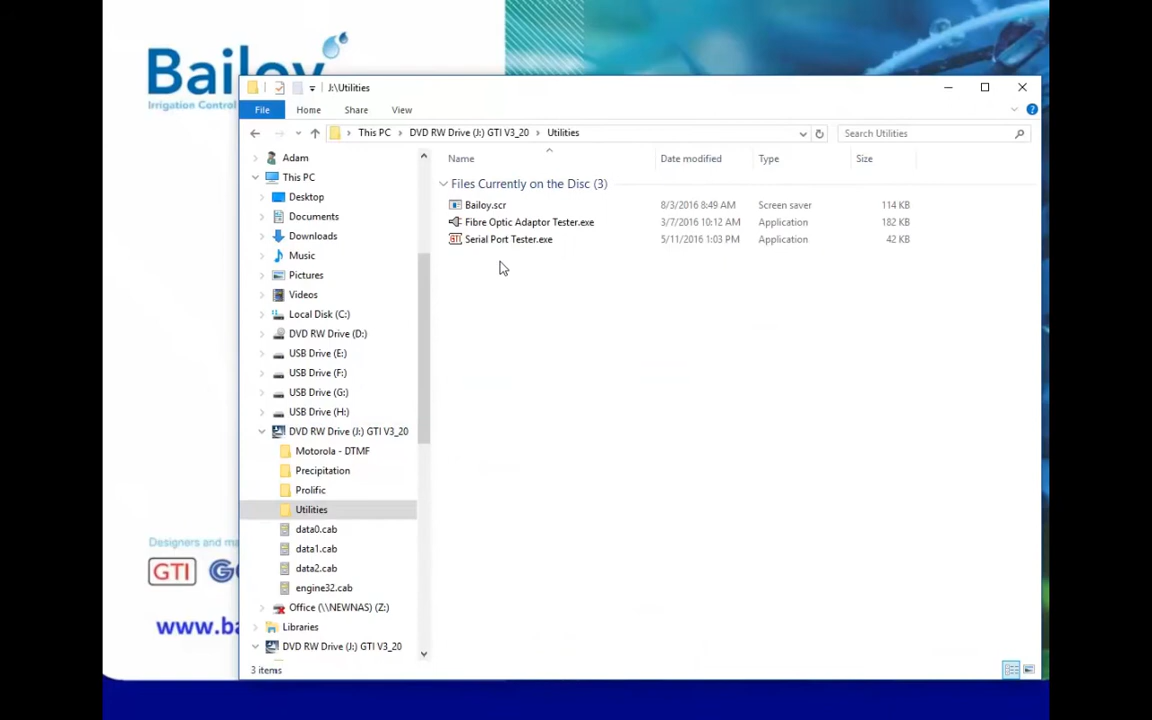 Bailoy
Irrigation Control
J:\Utilities
File Home Share View
This PC DVD RW Drive (J:) GTI V3_20 Utilities
Search Utilities
Name Date modified Type Size
Files Currently on the Disc (3)
Bailoy.scr 8/3/2016 8:49 AM Screen saver 114 KB
Fibre Optic Adaptor Tester.exe 3/7/2016 10:12 AM Application 182 KB
GTI Serial Port Tester.exe 5/11/2016 1:03 PM Application 42 KB
Adam
This PC
Desktop
Documents
Downloads
Music
Pictures
Videos
Local Disk (C:)
DVD RW Drive (D:)
USB Drive (E:)
USB Drive (F:)
USB Drive (G:)
USB Drive (H:)
DVD RW Drive (J:) GTI V3_20
Motorola - DTMF
Precipitation
Prolific
Utilities
data0.cab
data1.cab
data2.cab
engine32.cab
Office (\\NEWNAS) (Z:)
Libraries
DVD RW Drive (J:) GTI V3_20
3 items
Designers and ma
GTI
www.ba